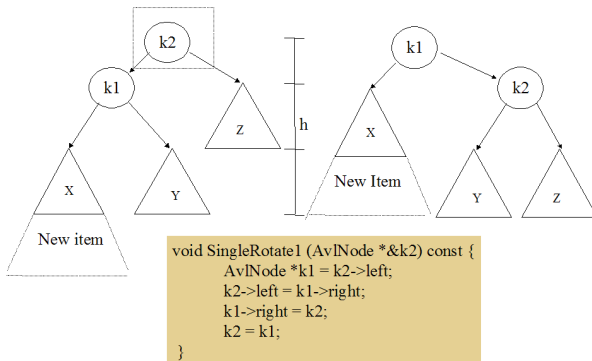 k2
k1
k1
k2
Z
h
X
X
Y
New Item
Y
Z
New item
void SingleRotate1 (AvlNode *&k2) const {
AvlNode *k1 = k2->left;
k2->left = k1->right;
k1->right = k2;
k2 = k1;
}